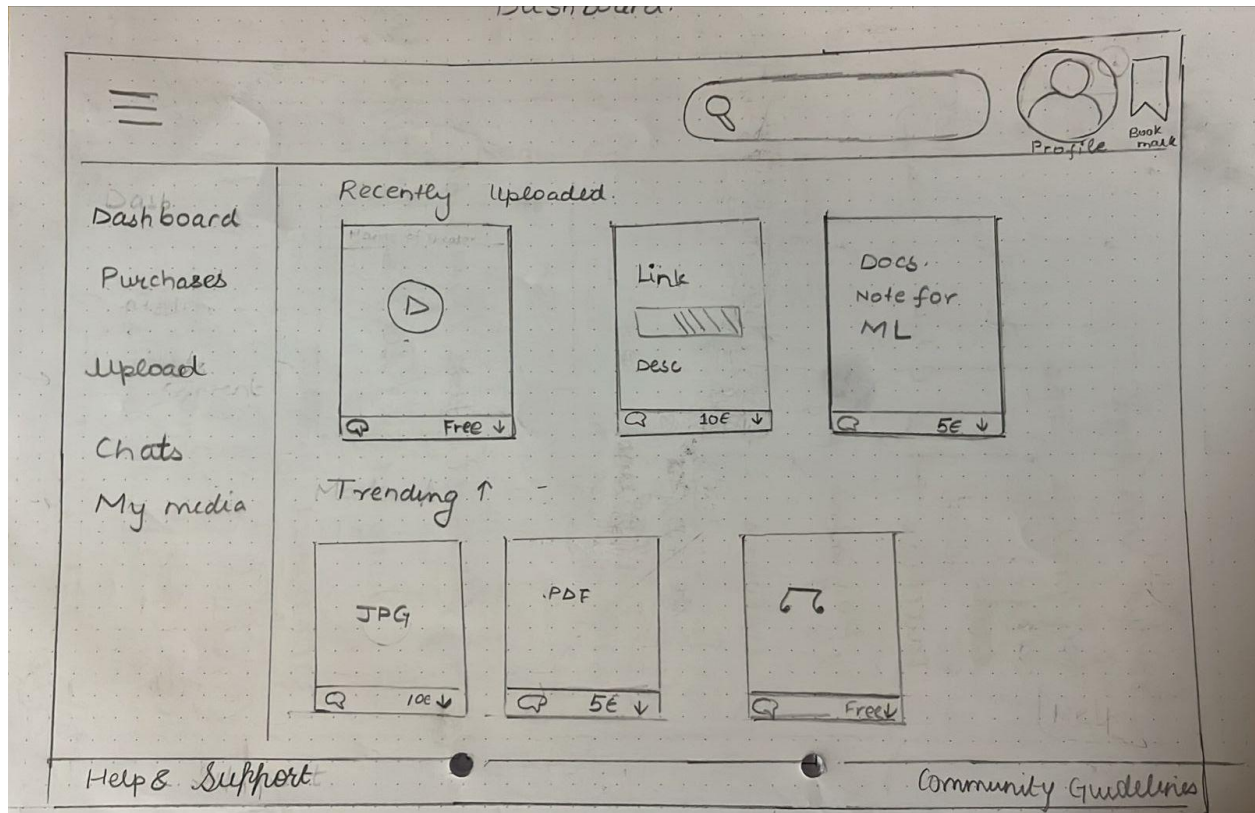 Dashboard.
Profile
Book
mark
Dashboard
Purchases
Upload
Chats
My media
Recently Uploaded.
Free ↓
Link
Desc
10€ ↓
Docs.
Note for
ML
5€ ↓
Trending ↑ -
JPG
10€ ↓
.PDF
5€ ↓
Free ↓
Help & Support
Community Guidelines